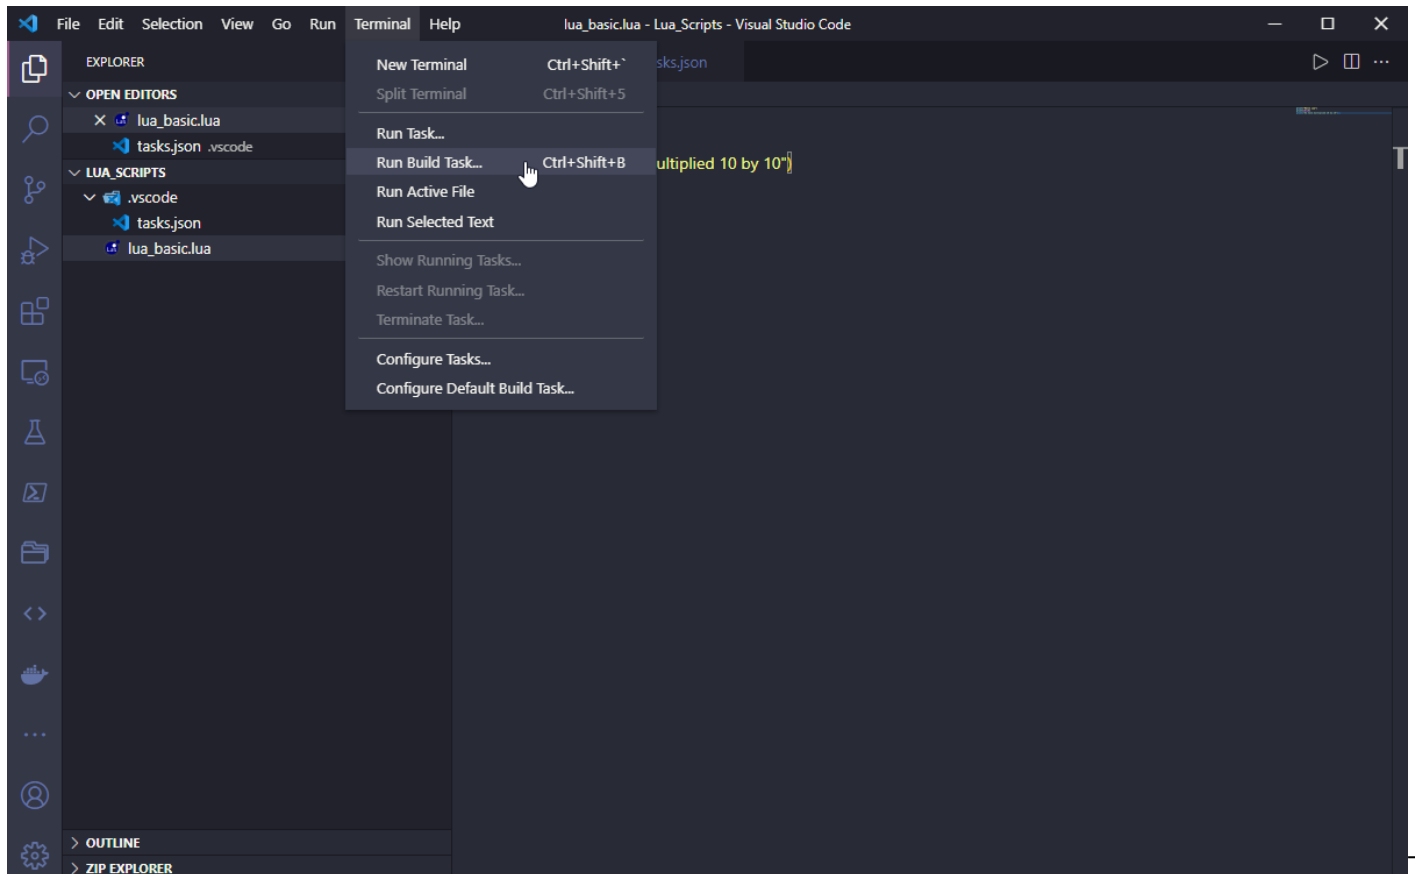 File Edit Selection View Go Run Terminal Help lua_basic.lua - Lua_Scripts - Visual Studio Code
EXPLORER
OPEN EDITORS
lua_basic.lua
tasks.json .vscode
LUA_SCRIPTS
.vscode
tasks.json
lua_basic.lua
OUTLINE
ZIP EXPLORER
New Terminal Ctrl+Shift+`
Split Terminal Ctrl+Shift+5
Run Task...
Run Build Task... Ctrl+Shift+B
Run Active File
Run Selected Text
Show Running Tasks...
Restart Running Task...
Terminate Task...
Configure Tasks...
Configure Default Build Task...
sks.json
ultiplied 10 by 10")
T